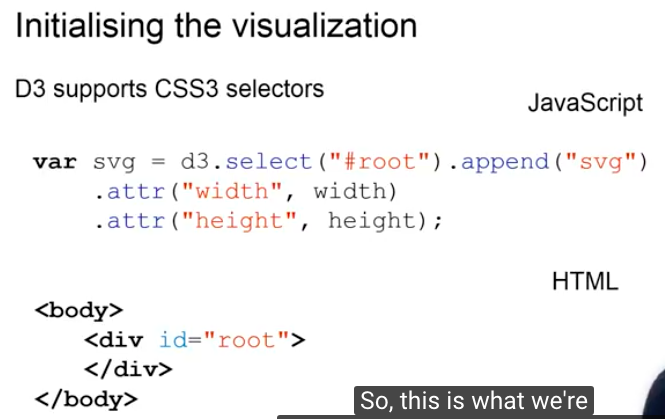 Initialising the visualization
D3 supports CSS3 selectors
JavaScript
var svg = d3.select("#root").append("svg")
.attr("width", width)
.attr("height", height);
HTML
<body>
<div id="root">
</div>
</body>
So, this is what we're